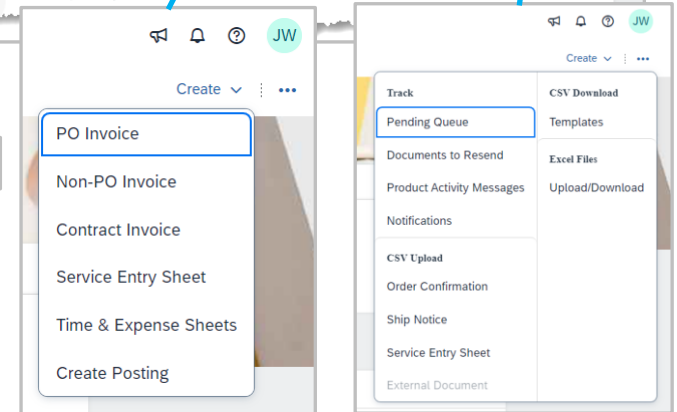 JW
Create
PO Invoice
Non-PO Invoice
Contract Invoice
Service Entry Sheet
Time & Expense Sheets
Create Posting
JW
Create
Track
Pending Queue
Documents to Resend
Product Activity Messages
Notifications
CSV Upload
Order Confirmation
Ship Notice
Service Entry Sheet
External Document
CSV Download
Templates
Excel Files
Upload/Download